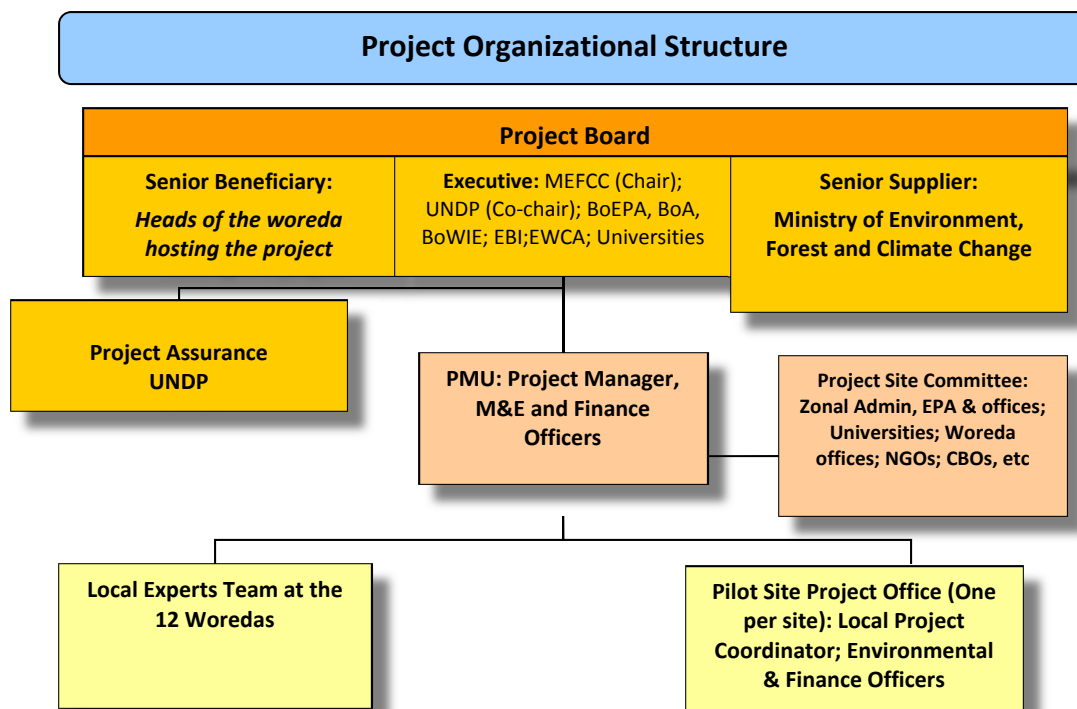 Project Organizational Structure
Project Board
Senior Beneficiary:
Heads of the woreda
hosting the project
Executive: MEFCC (Chair);
UNDP (Co-chair); BoEPA, BoA,
BoWIE; EBI;EWCA; Universities
Senior Supplier:
Ministry of Environment,
Forest and Climate Change
Project Assurance
UNDP
PMU: Project Manager,
M&E and Finance
Officers
Project Site Committee:
Zonal Admin, EPA & offices;
Universities; Woreda
offices; NGOs; CBOs, etc
Local Experts Team at the
12 Woredas
Pilot Site Project Office (One
per site): Local Project
Coordinator; Environmental
& Finance Officers